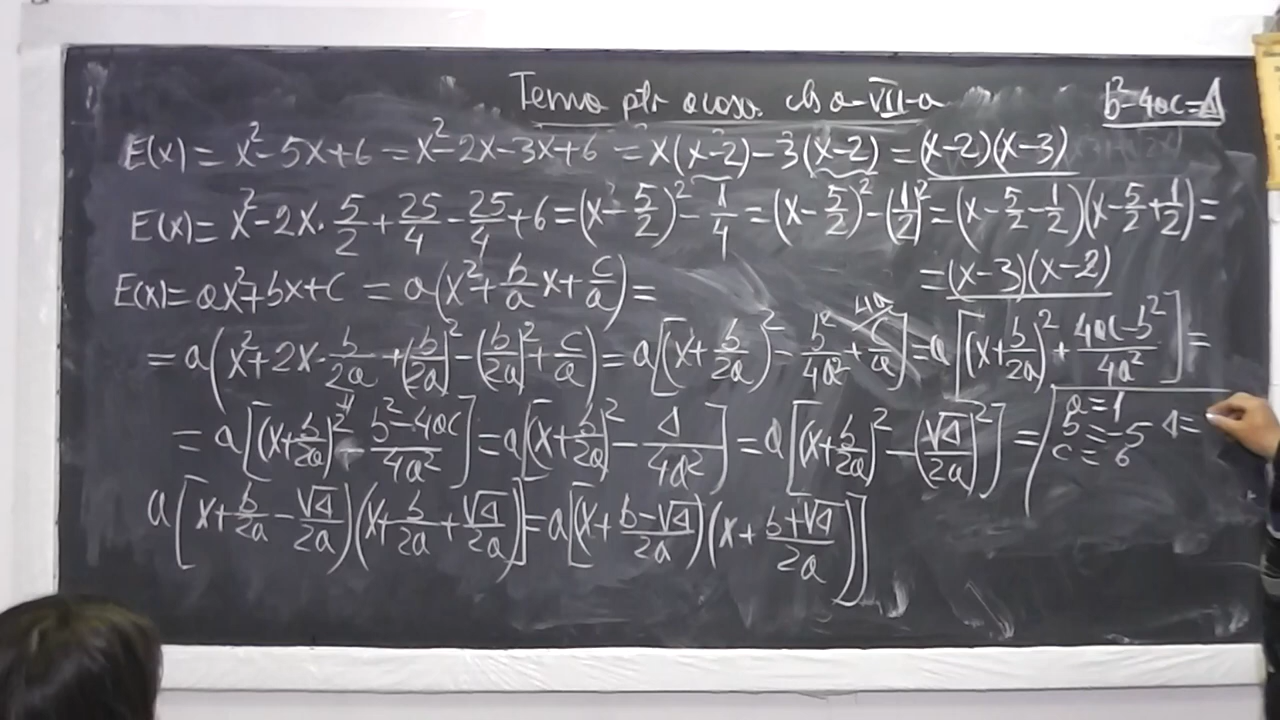 Tema ptr acasă cls a-VII-a
b²-4ac=Δ
E(x)= x²-5x+6 = x²-2x-3x+6 = x(x-2)-3(x-2) = (x-2)(x-3)
E(x)= x²-2x·5/2+25/4-25/4+6=(x-5/2)²-1/4=(x-5/2)²-(1/2)²=(x-5/2-1/2)(x-5/2+1/2)=
=(x-3)(x-2)
E(x)= ax²+bx+c = a(x²+b/a x+c/a)=
=a(x²+2x·b/2a+(b/2a)²-(b/2a)²+c/a)=a[(x+b/2a)²-b²/4a²+4a/c/a]=a[(x+b/2a)²+4ac-b²/4a²]=
=a[(x+b/2a)²-b²-4ac/4a²]=a[(x+b/2a)²-Δ/4a²]=a[(x+b/2a)²-(√Δ/2a)²]=
a=1
b=-5 Δ=
c=6
a[x+b/2a-√Δ/2a)(x+b/2a+√Δ/2a)]=a[(x+b-√Δ/2a)(x+b+√Δ/2a)]